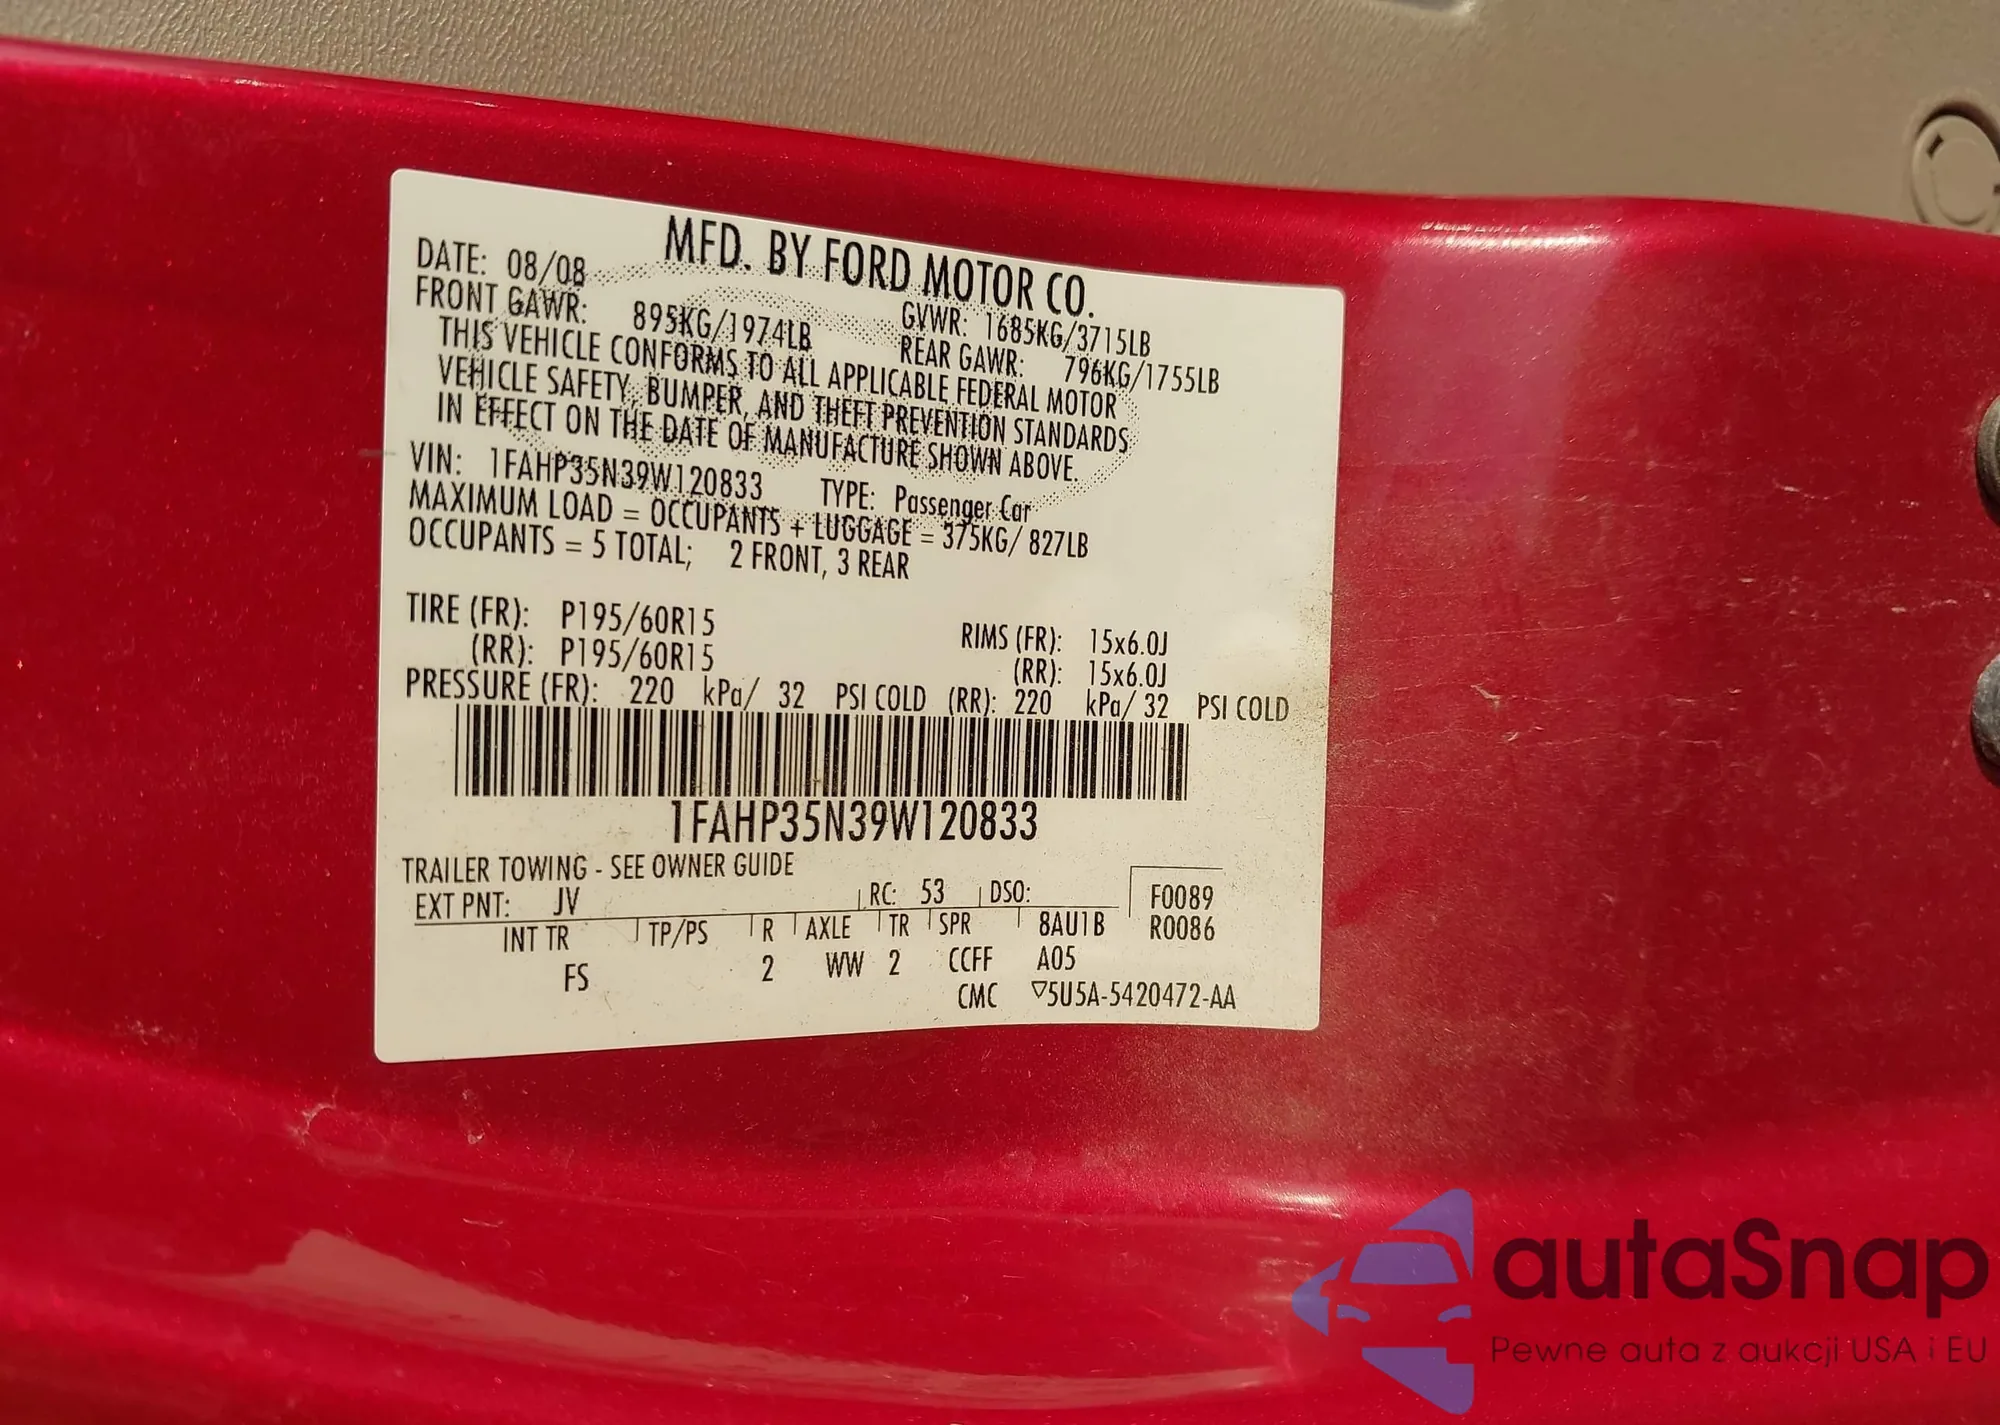 MFD. BY FORD MOTOR CO.
DATE: 08/08
GVWR: 1685KG/3715LB
FRONT GAWR: 895KG/1974LB
REAR GAWR: 796KG/1755LB
THIS VEHICLE CONFORMS TO ALL APPLICABLE FEDERAL MOTOR
VEHICLE SAFETY, BUMPER, AND THEFT PREVENTION STANDARDS
IN EFFECT ON THE DATE OF MANUFACTURE SHOWN ABOVE.
VIN: 1FAHP35N39W120833 TYPE: Passenger Car
MAXIMUM LOAD = OCCUPANTS + LUGGAGE = 375KG/ 827LB
OCCUPANTS = 5 TOTAL; 2 FRONT, 3 REAR
TIRE (FR): P195/60R15 RIMS (FR): 15x6.0J
(RR): P195/60R15 (RR): 15x6.0J
PRESSURE (FR): 220 kPa/ 32 PSI COLD (RR): 220 kPa/ 32 PSI COLD
1FAHP35N39W120833
TRAILER TOWING - SEE OWNER GUIDE
EXT PNT: JV RC: 53 DSO: F0089
INT TR TP/PS R AXLE TR SPR 8AU1B R0086
FS 2 WW 2 CCFF A05
CMC ▽5U5A-5420472-AA
autaSnap
Pewne auta z aukcji USA i EU